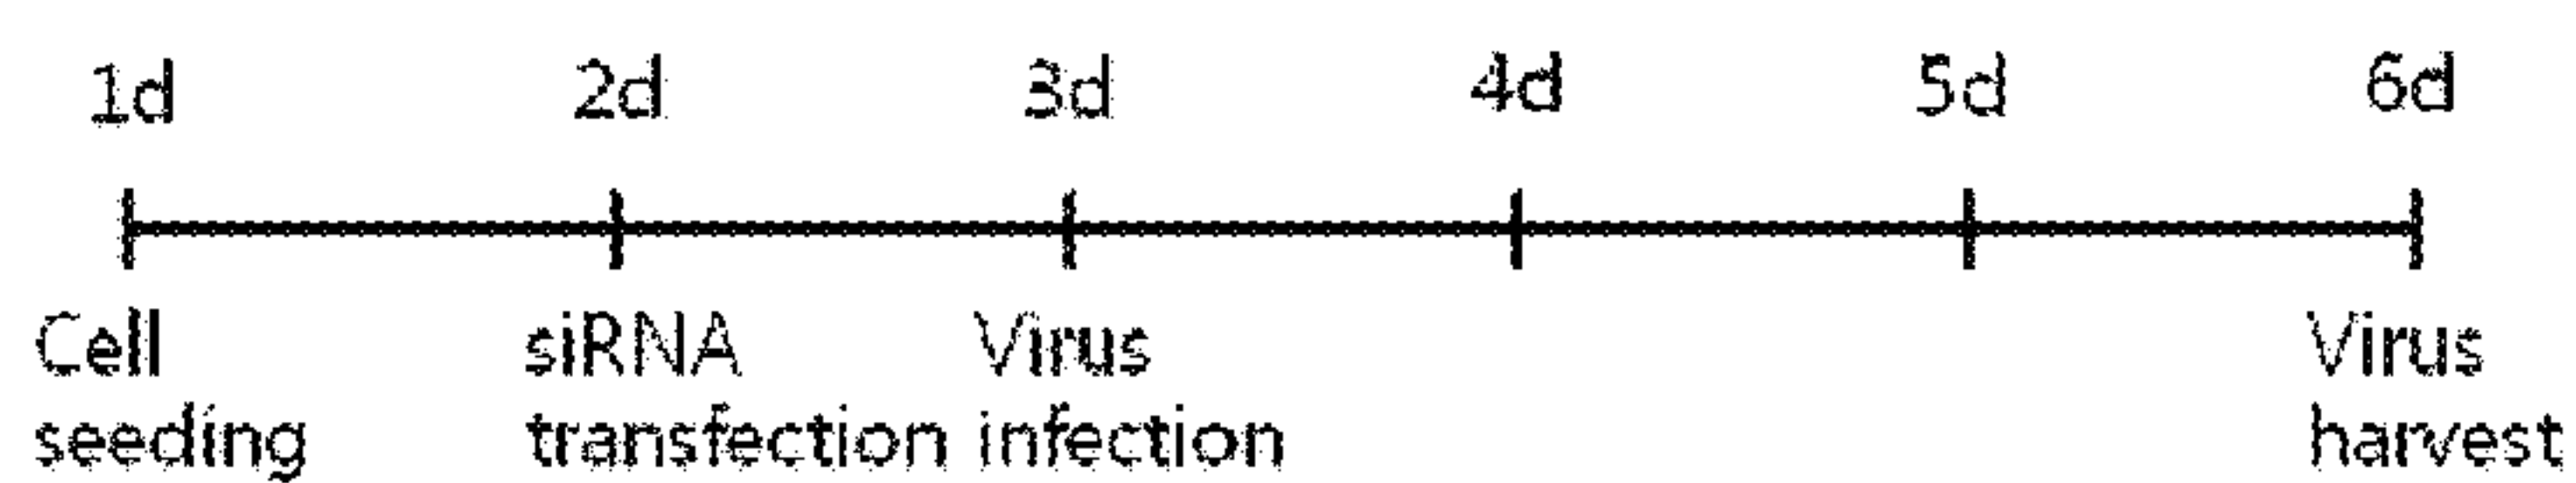 1d 2d 3d 4d 5d 6d
Cell siRNA Virus Virus
seeding transfection infection harvest